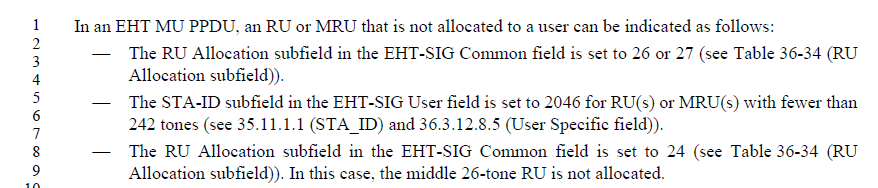 1 In an EHT MU PPDU, an RU or MRU that is not allocated to a user can be indicated as follows:
2 — The RU Allocation subfield in the EHT-SIG Common field is set to 26 or 27 (see Table 36-34 (RU
3
4 Allocation subfield)).
5 — The STA-ID subfield in the EHT-SIG User field is set to 2046 for RU(s) or MRU(s) with fewer than
6
7 242 tones (see 35.11.1.1 (STA_ID) and 36.3.12.8.5 (User Specific field)).
8 — The RU Allocation subfield in the EHT-SIG Common field is set to 24 (see Table 36-34 (RU
9 Allocation subfield)). In this case, the middle 26-tone RU is not allocated.